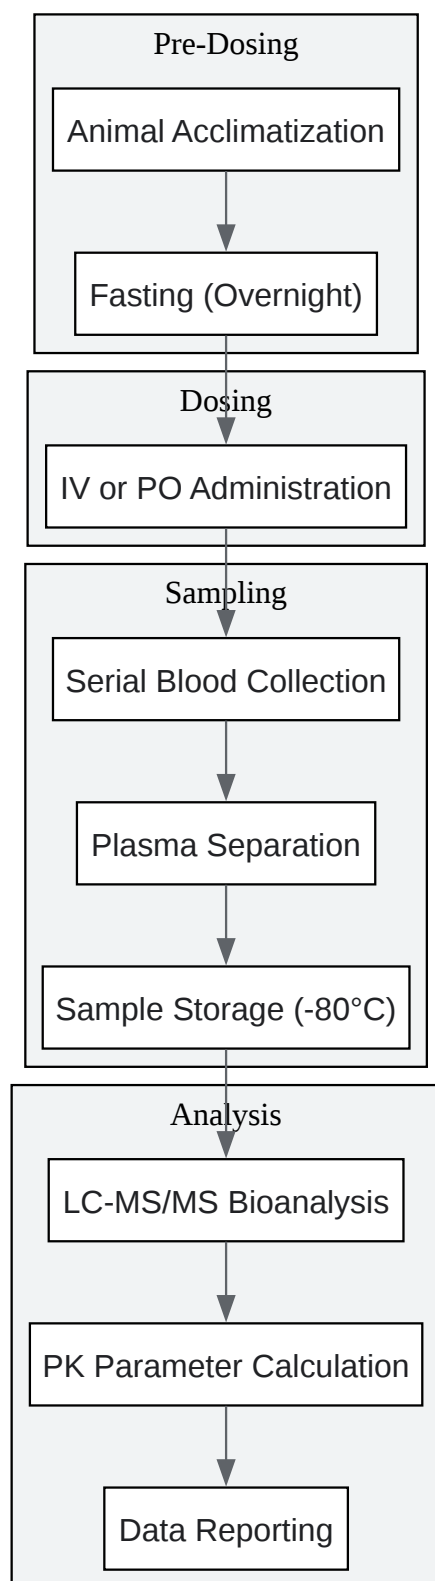 Pre-Dosing
Animal Acclimatization
Fasting (Overnight)
Dosing
IV or PO Administration
Sampling
Serial Blood Collection
Plasma Separation
Sample Storage (-80°C)
Analysis
LC-MS/MS Bioanalysis
PK Parameter Calculation
Data Reporting